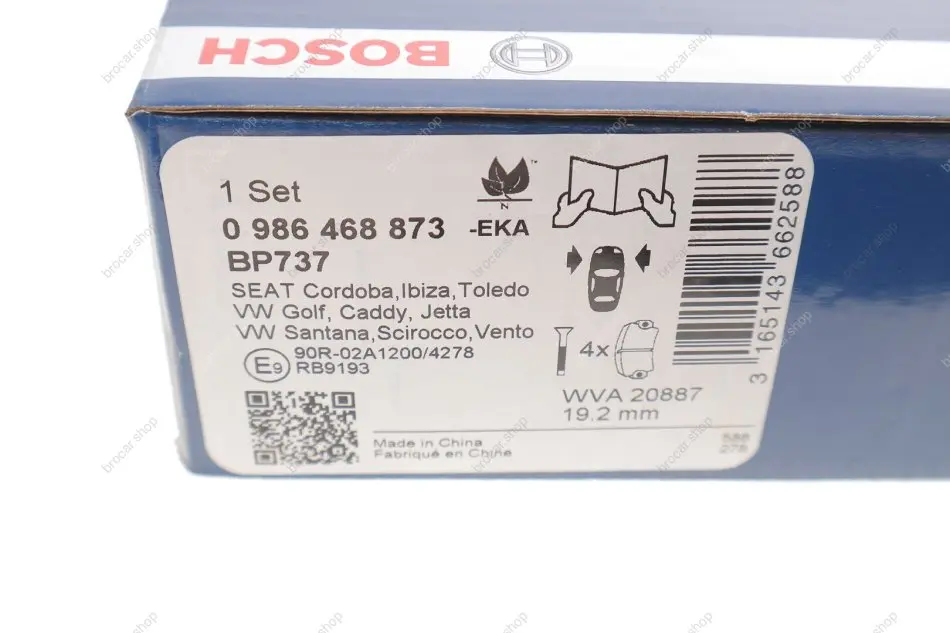 BOSCH
1 Set
0 986 468 873 -EKA
BP737
SEAT Cordoba,Ibiza,Toledo
VW Golf, Caddy, Jetta
VW Santana,Scirocco,Vento
E9 90R-02A1200/4278
RB9193
N
™
4x
WVA 20887
19.2 mm
Made in China
Fabriqué en Chine
3 165143 662588
brocar.shop